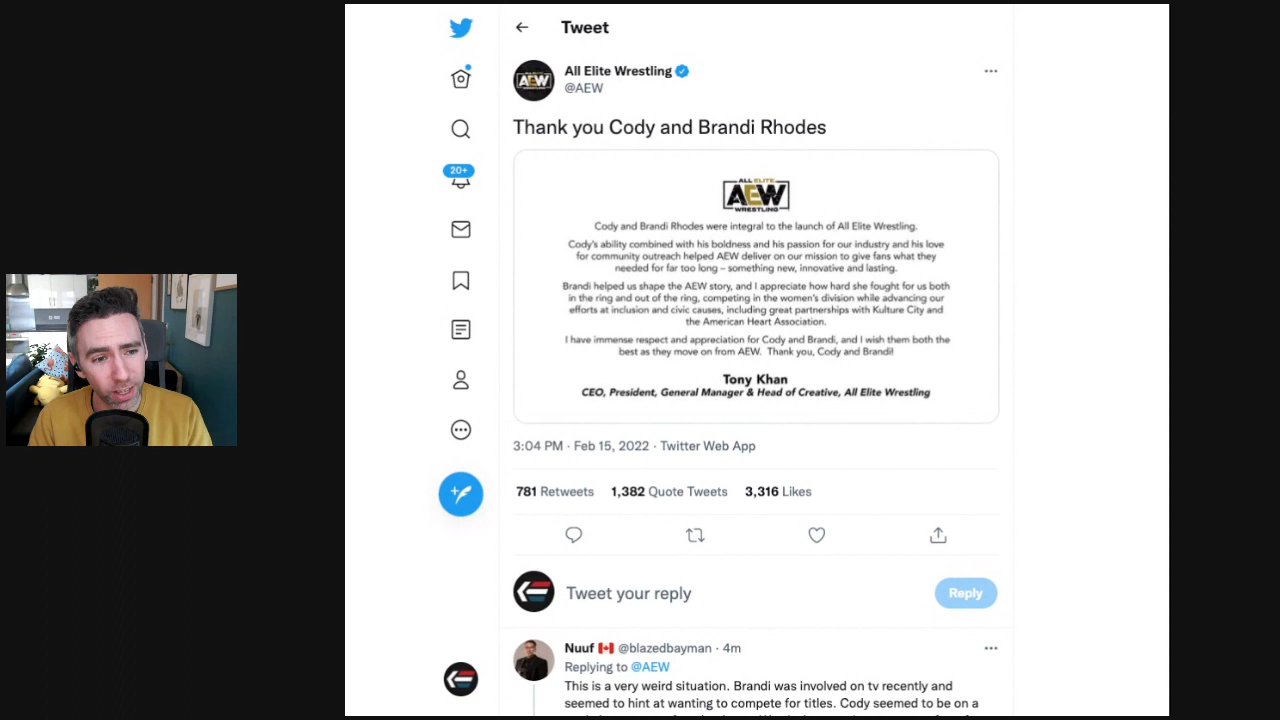 Tweet
All Elite Wrestling
@AEW
Thank you Cody and Brandi Rhodes
ALL ELITE
AEW
WRESTLING
Cody and Brandi Rhodes were integral to the launch of All Elite Wrestling.
Cody's ability combined with his boldness and his passion for our industry and his love
for community outreach helped AEW deliver on our mission to give fans what they
needed for far too long – something new, innovative and lasting.
Brandi helped us shape the AEW story, and I appreciate how hard she fought for us both
in the ring and out of the ring, competing in the women's division while advancing our
efforts at inclusion and civic causes, including great partnerships with Kulture City and
the American Heart Association.
I have immense respect and appreciation for Cody and Brandi, and I wish them both the
best as they move on from AEW. Thank you, Cody and Brandi!
Tony Khan
CEO, President, General Manager & Head of Creative, All Elite Wrestling
3:04 PM · Feb 15, 2022 · Twitter Web App
781 Retweets 1,382 Quote Tweets 3,316 Likes
Tweet your reply
Reply
Nuuf @blazedbayman · 4m
Replying to @AEW
This is a very weird situation. Brandi was involved on tv recently and
seemed to hint at wanting to compete for titles. Cody seemed to be on a
20+